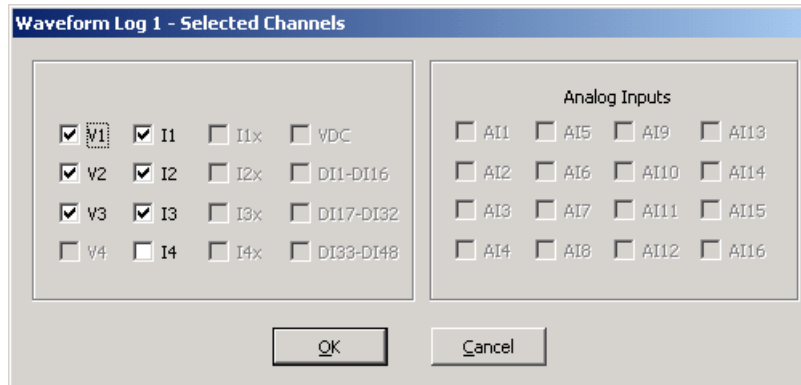 Waveform Log 1 - Selected Channels
Analog Inputs
V1 I1 I1x VDC AI1 AI5 AI9 AI13
V2 I2 I2x DI1-DI16 AI2 AI6 AI10 AI14
V3 I3 I3x DI17-DI32 AI3 AI7 AI11 AI15
V4 I4 I4x DI33-DI48 AI4 AI8 AI12 AI16
OK Cancel